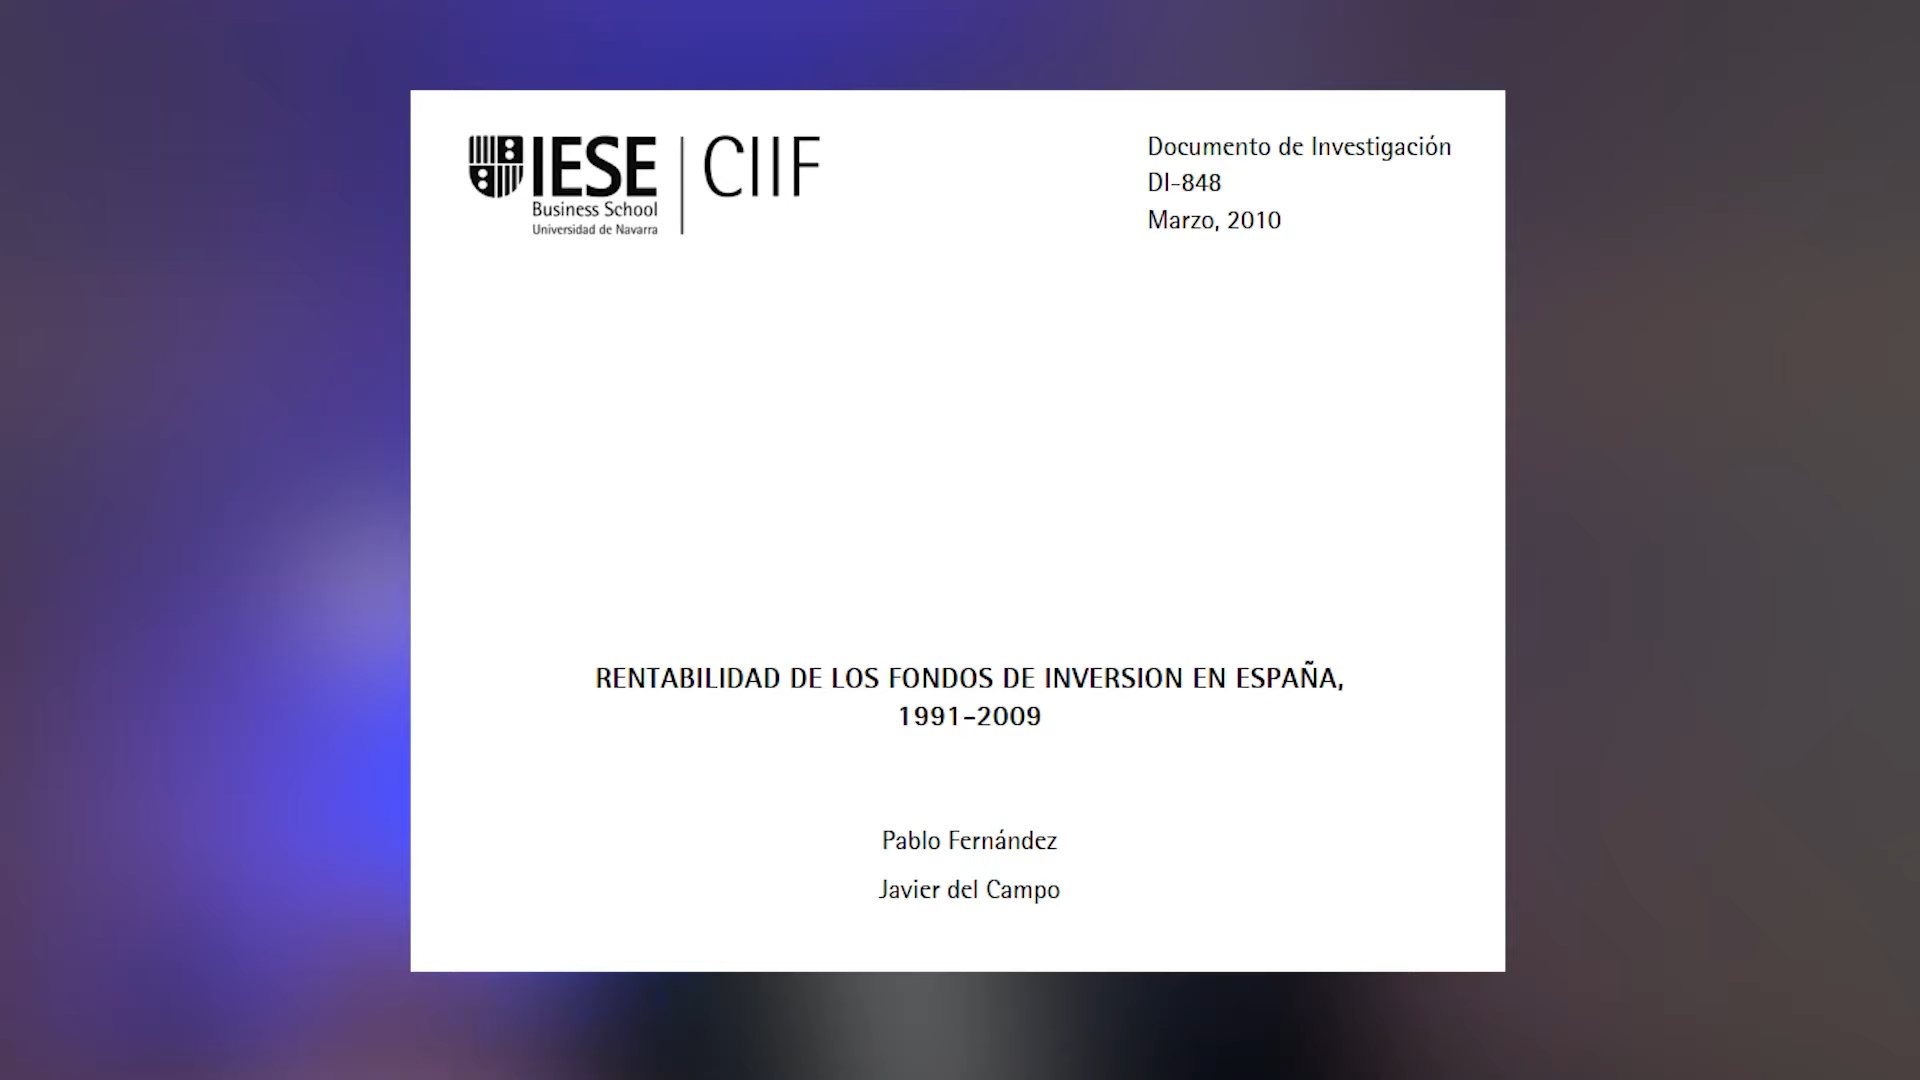 IESE
Business School
Universidad de Navarra
CIIF
Documento de Investigación
DI-848
Marzo, 2010
RENTABILIDAD DE LOS FONDOS DE INVERSION EN ESPAÑA,
1991-2009
Pablo Fernández
Javier del Campo